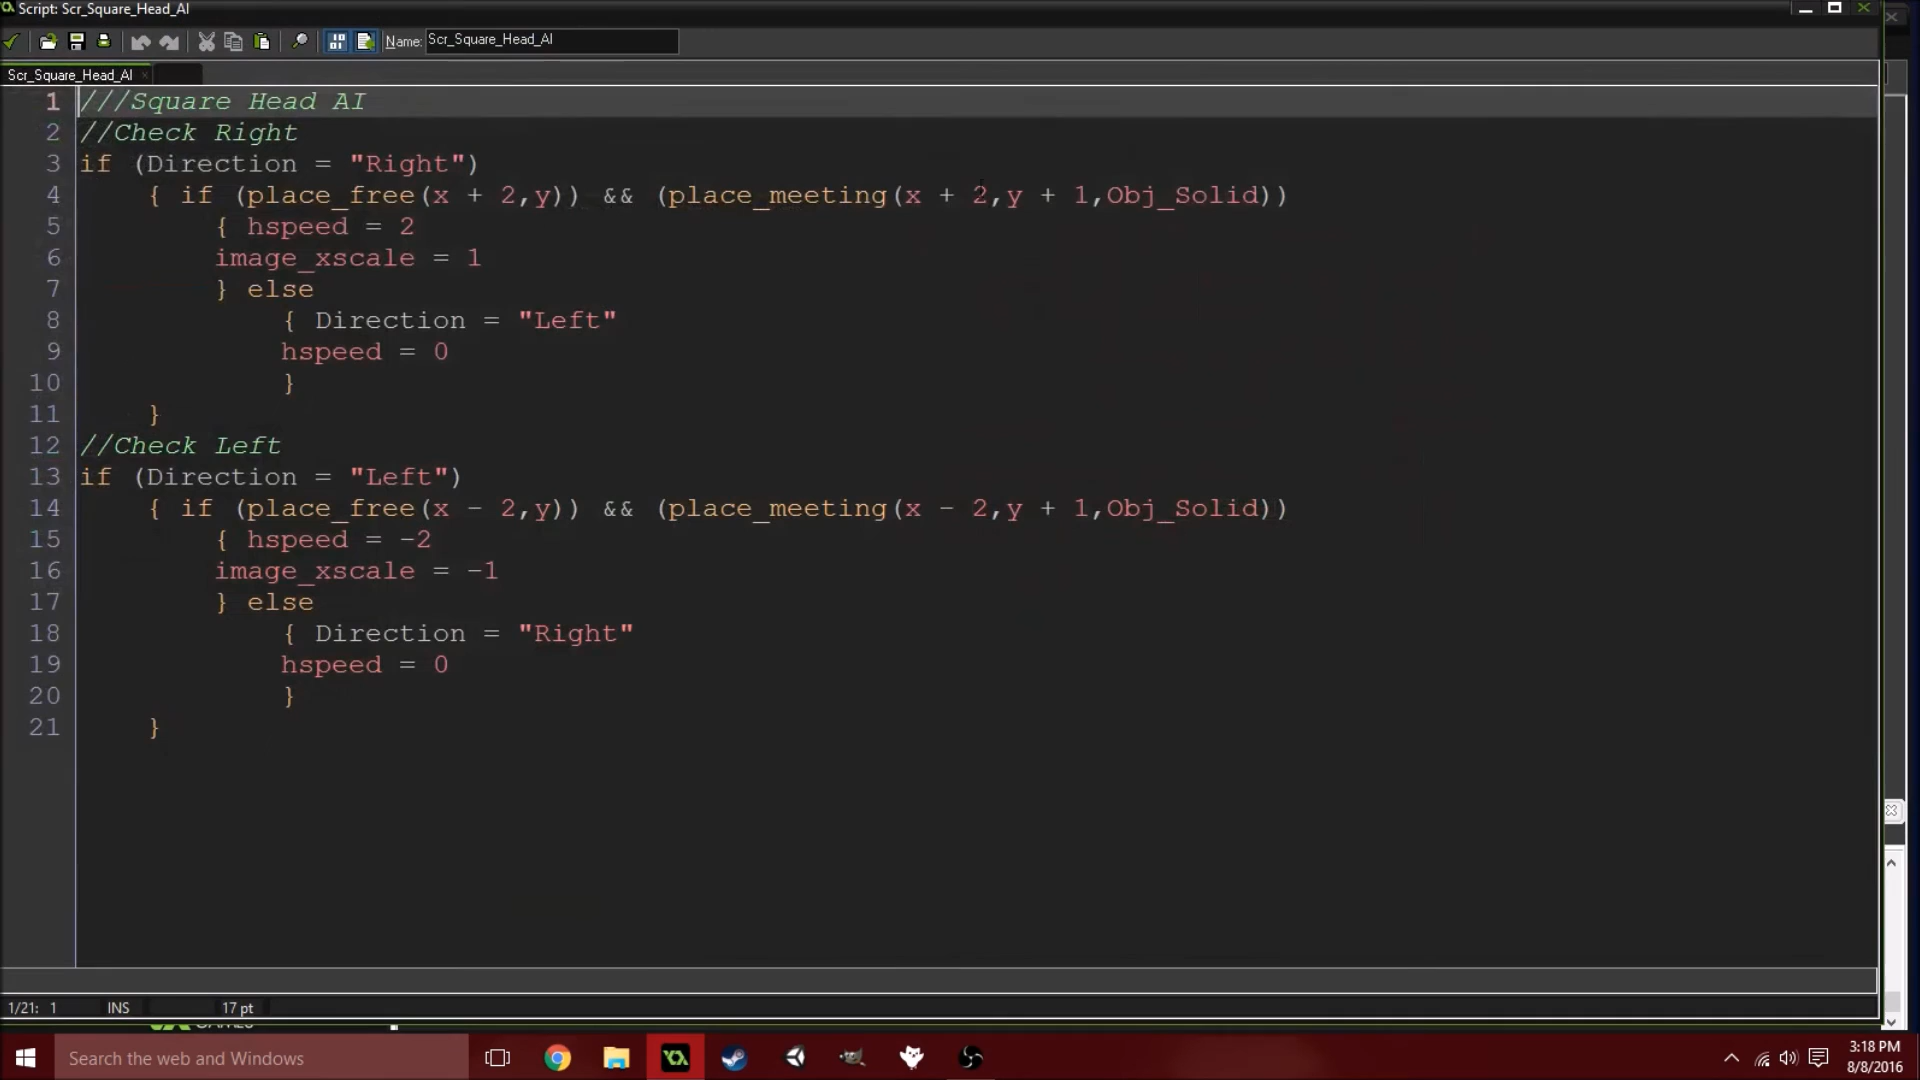 Script: Scr_Square_Head_AI
Name: Scr_Square_Head_AI
Scr_Square_Head_AI
1 ///Square Head AI
2 //Check Right
3 if (Direction = "Right")
4 { if (place_free(x + 2,y)) && (place_meeting(x + 2,y + 1,Obj_Solid))
5 { hspeed = 2
6 image_xscale = 1
7 } else
8 { Direction = "Left"
9 hspeed = 0
10 }
11 }
12 //Check Left
13 if (Direction = "Left")
14 { if (place_free(x - 2,y)) && (place_meeting(x - 2,y + 1,Obj_Solid))
15 { hspeed = -2
16 image_xscale = -1
17 } else
18 { Direction = "Right"
19 hspeed = 0
20 }
21 }
1/21: 1 INS 17 pt
Search the web and Windows
3:18 PM
8/8/2016